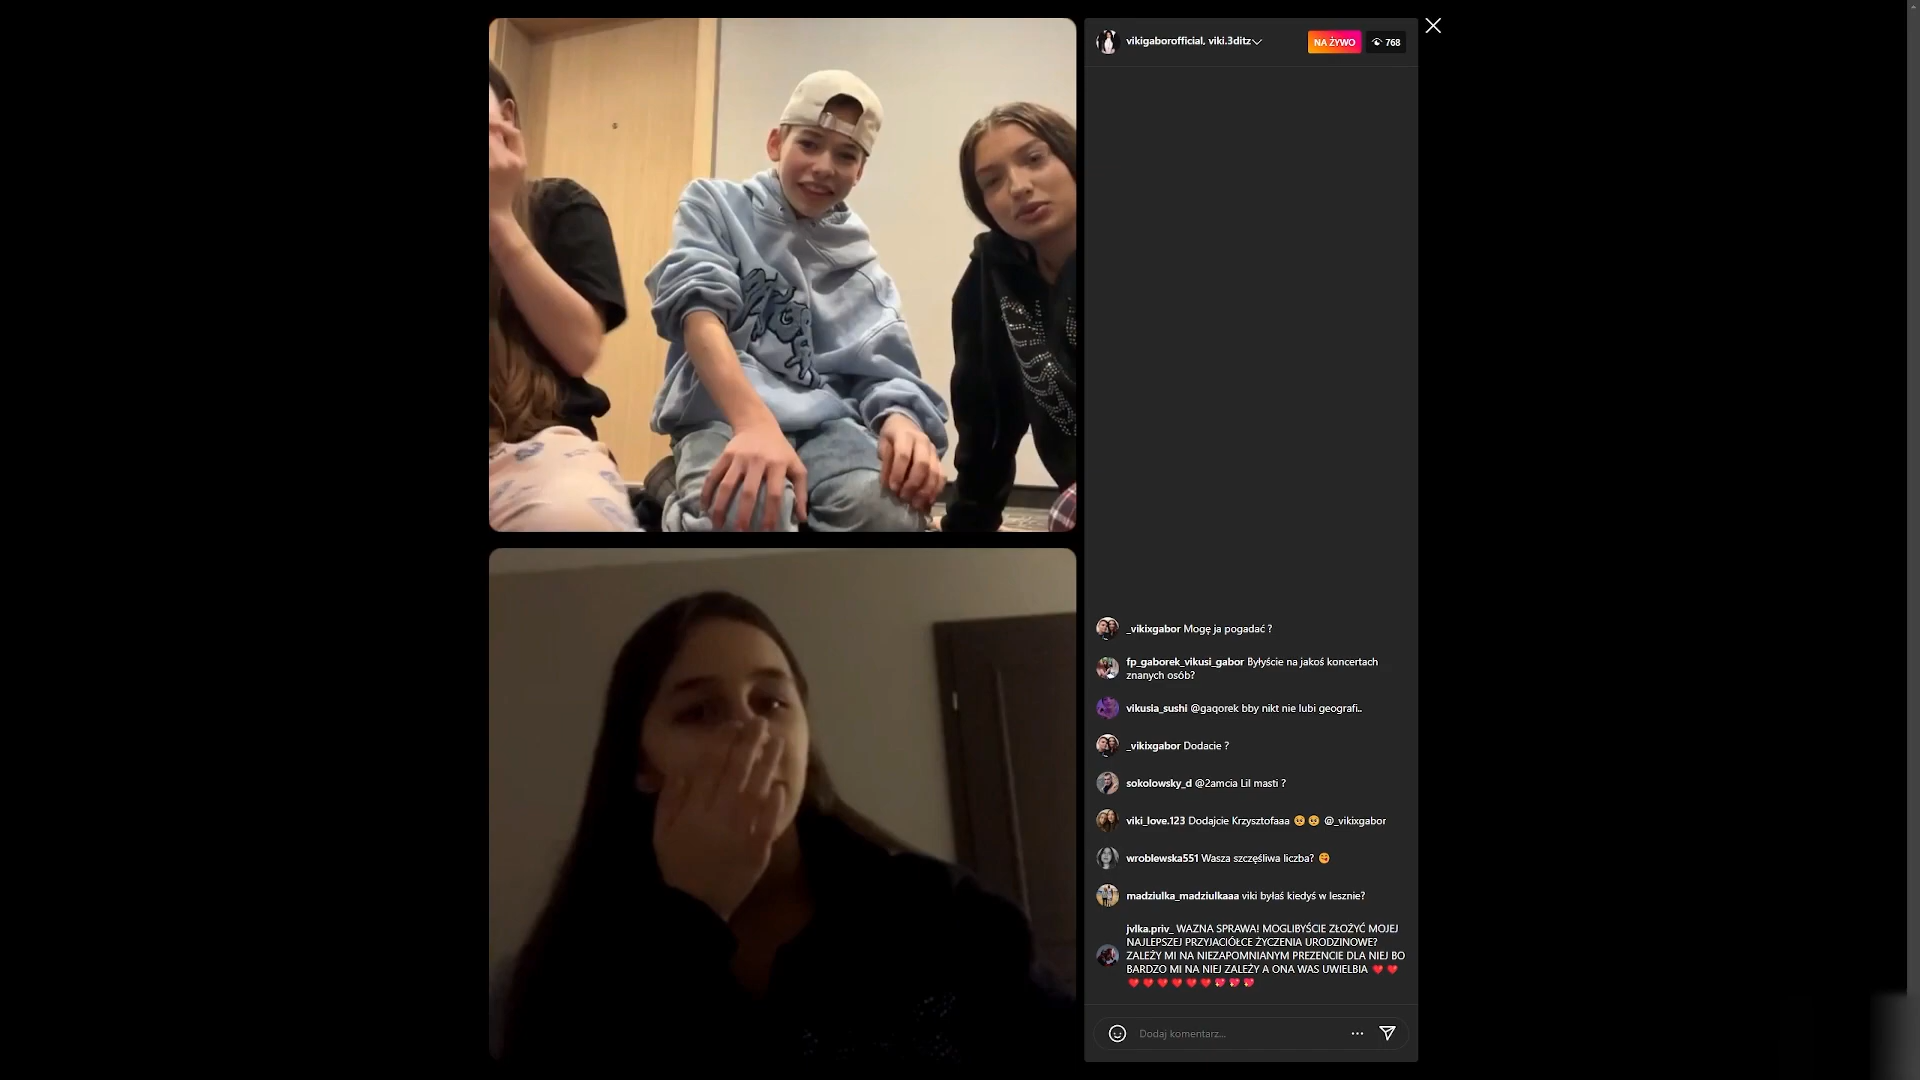 vikigaborofficial, viki.3ditz
NA ŻYWO
768
_vikixgabor Mogę ja pogadać ?
fp_gaborek_vikusi_gabor Byłyście na jakoś koncertach
znanych osób?
vikusia_sushi @gaqorek bby nikt nie lubi geografi..
_vikixgabor Dodacie ?
sokolowsky_d @2amcia Lil masti ?
viki_love.123 Dodajcie Krzysztofaaa 🥺🥺 @_vikixgabor
wroblewska551 Wasza szczęśliwa liczba? 🥰
madziulka_madziulkaaa viki byłaś kiedyś w lesznie?
jvlka.priv_ WAZNA SPRAWA! MOGLIBYŚCIE ZŁOŻYĆ MOJEJ
NAJLEPSZEJ PRZYJACIÓŁCE ŻYCZENIA URODZINOWE?
ZALEŻY MI NA NIEZAPOMNIANYM PREZENCIE DLA NIEJ BO
BARDZO MI NA NIEJ ZALEŻY A ONA WAS UWIELBIA ❤️❤️
❤️❤️❤️❤️❤️❤️💖💖💖
Dodaj komentarz...